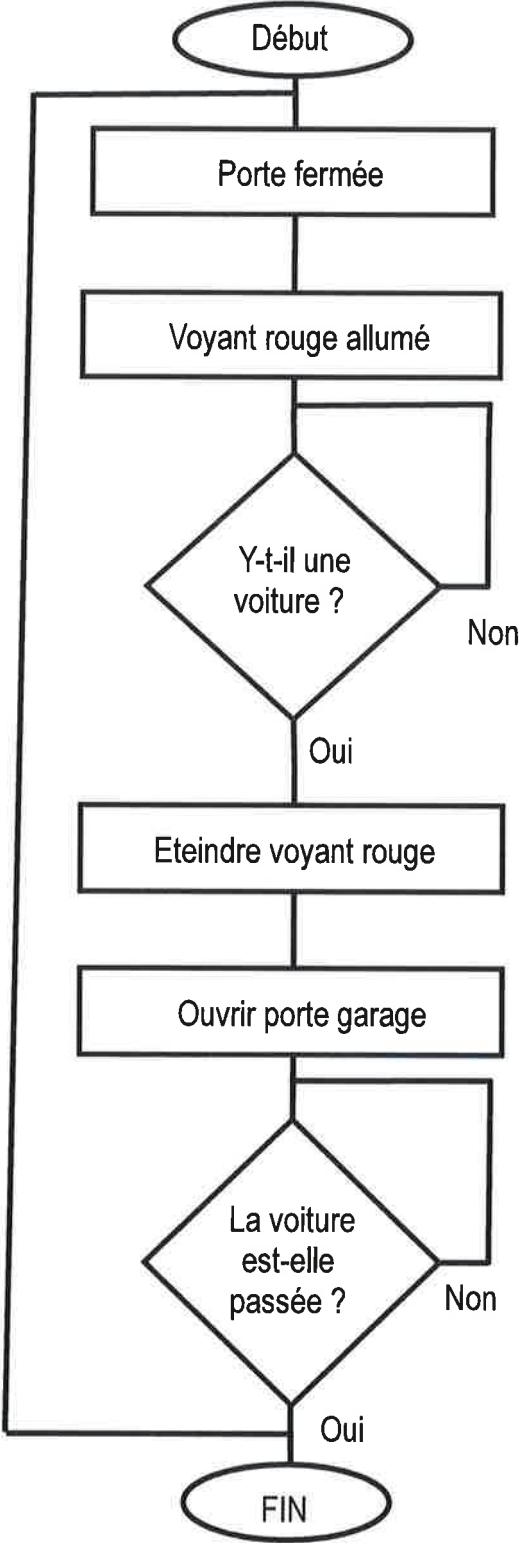 Début
Porte fermée
Voyant rouge allumé
Y-t-il une
voiture ?
Non
Oui
Eteindre voyant rouge
Ouvrir porte garage
La voiture
est-elle
passée ?
Non
Oui
FIN